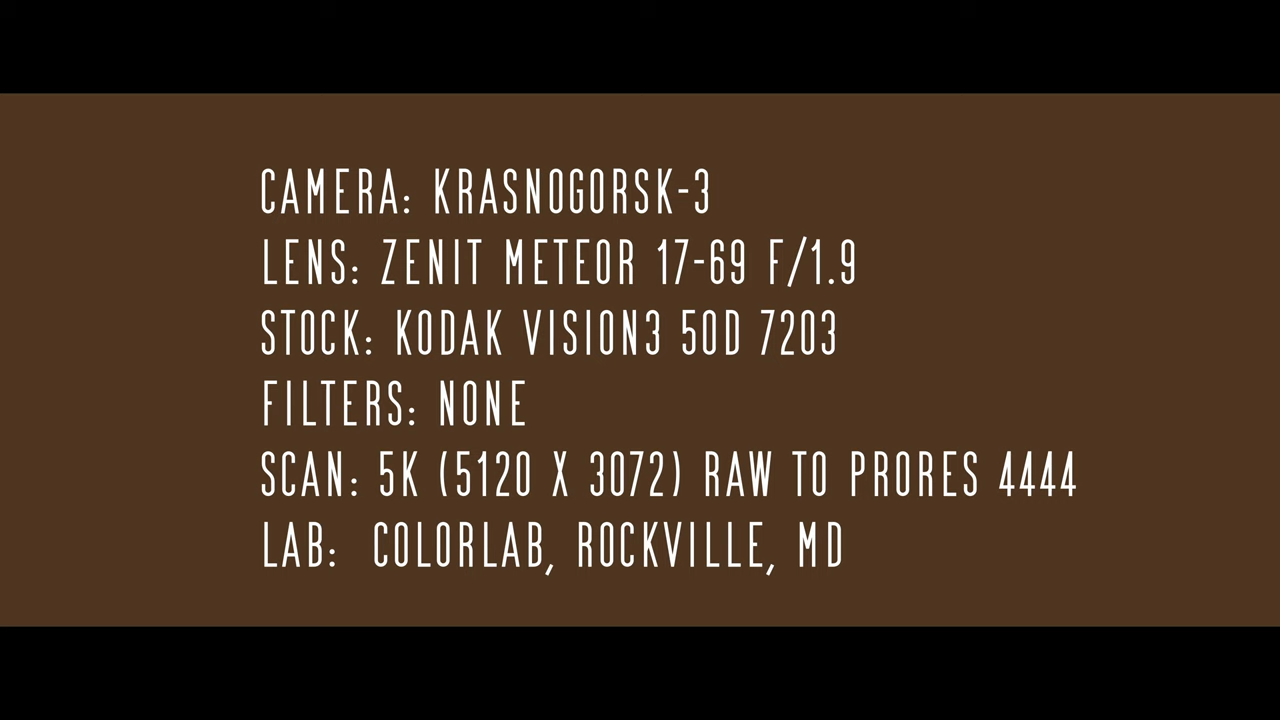 CAMERA: KRASNOGORSK-3
LENS: ZENIT METEOR 17-69 F/1.9
STOCK: KODAK VISION3 50D 7203
FILTERS: NONE
SCAN: 5K (5120 X 3072) RAW TO PRORES 4444
LAB:  COLORLAB, ROCKVILLE, MD